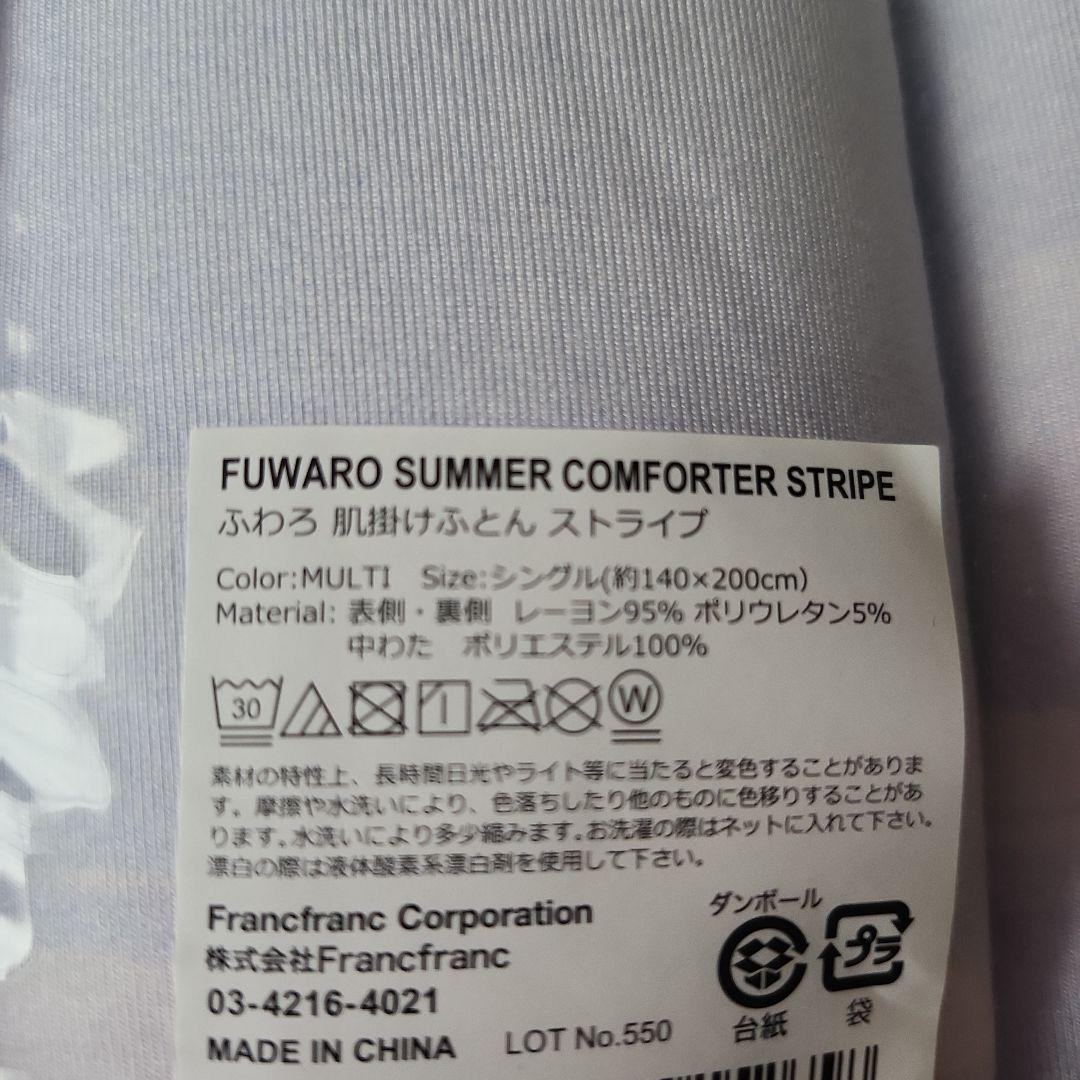 FUWARO SUMMER COMFORTER STRIPE
ふわろ 肌掛けふとん ストライプ
Color:MULTI Size:シングル(約140×200cm)
Material: 表側・裏側 レーヨン95% ポリウレタン5%
中わた ポリエステル100%
30 W
素材の特性上、長時間日光やライト等に当たると変色することがありま
す。摩擦や水洗いにより、色落ちしたり他のものに色移りすることがあ
ります。水洗いにより多少縮みます。お洗濯の際はネットに入れて下さい。
漂白の際は液体酸素系漂白剤を使用して下さい。
Francfranc Corporation
株式会社Francfranc
03-4216-4021
MADE IN CHINA LOT No.550
ダンボール
プラ
台紙 袋